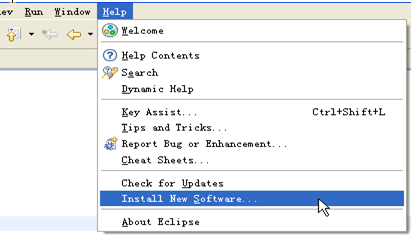 Run Window Help
Welcome
Help Contents
Search
Dynamic Help
Key Assist... Ctrl+Shift+L
Tips and Tricks...
Report Bug or Enhancement...
Cheat Sheets...
Check for Updates
Install New Software...
About Eclipse